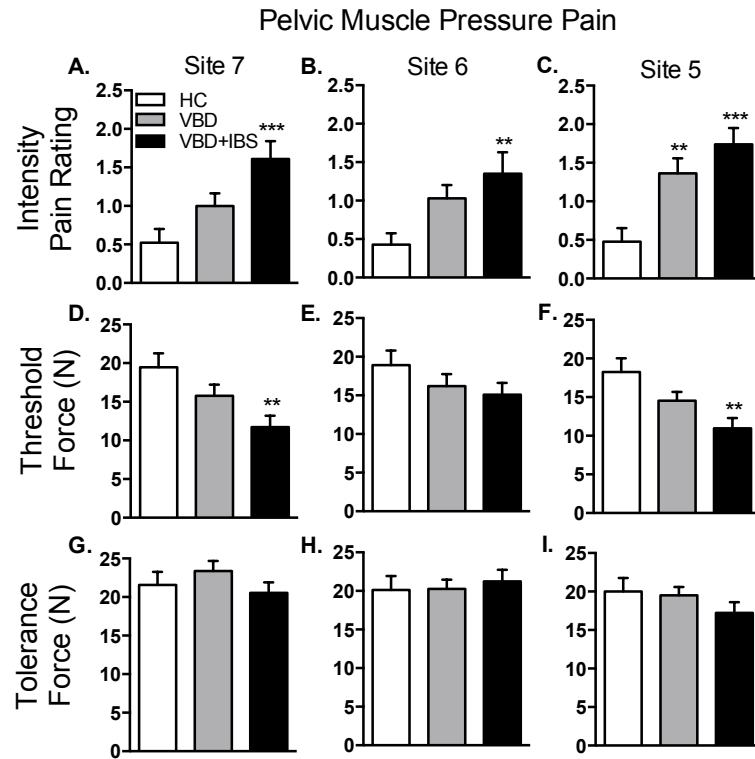 Pelvic Muscle Pressure Pain
Site 7
Site 6
Site 5
A.
B.
C.
Intensity
Pain Rating
2.5
2.0
1.5
1.0
0.5
0.0
HC
VBD
VBD+IBS
***
2.5
2.0
1.5
1.0
0.5
0.0
**
2.5
2.0
1.5
1.0
0.5
0.0
**
***
D.
E.
F.
Threshold
Force (N)
25
20
15
10
5
0
**
25
20
15
10
5
0
25
20
15
10
5
0
**
G.
H.
I.
Tolerance
Force (N)
25
20
15
10
5
0
25
20
15
10
5
0
25
20
15
10
5
0